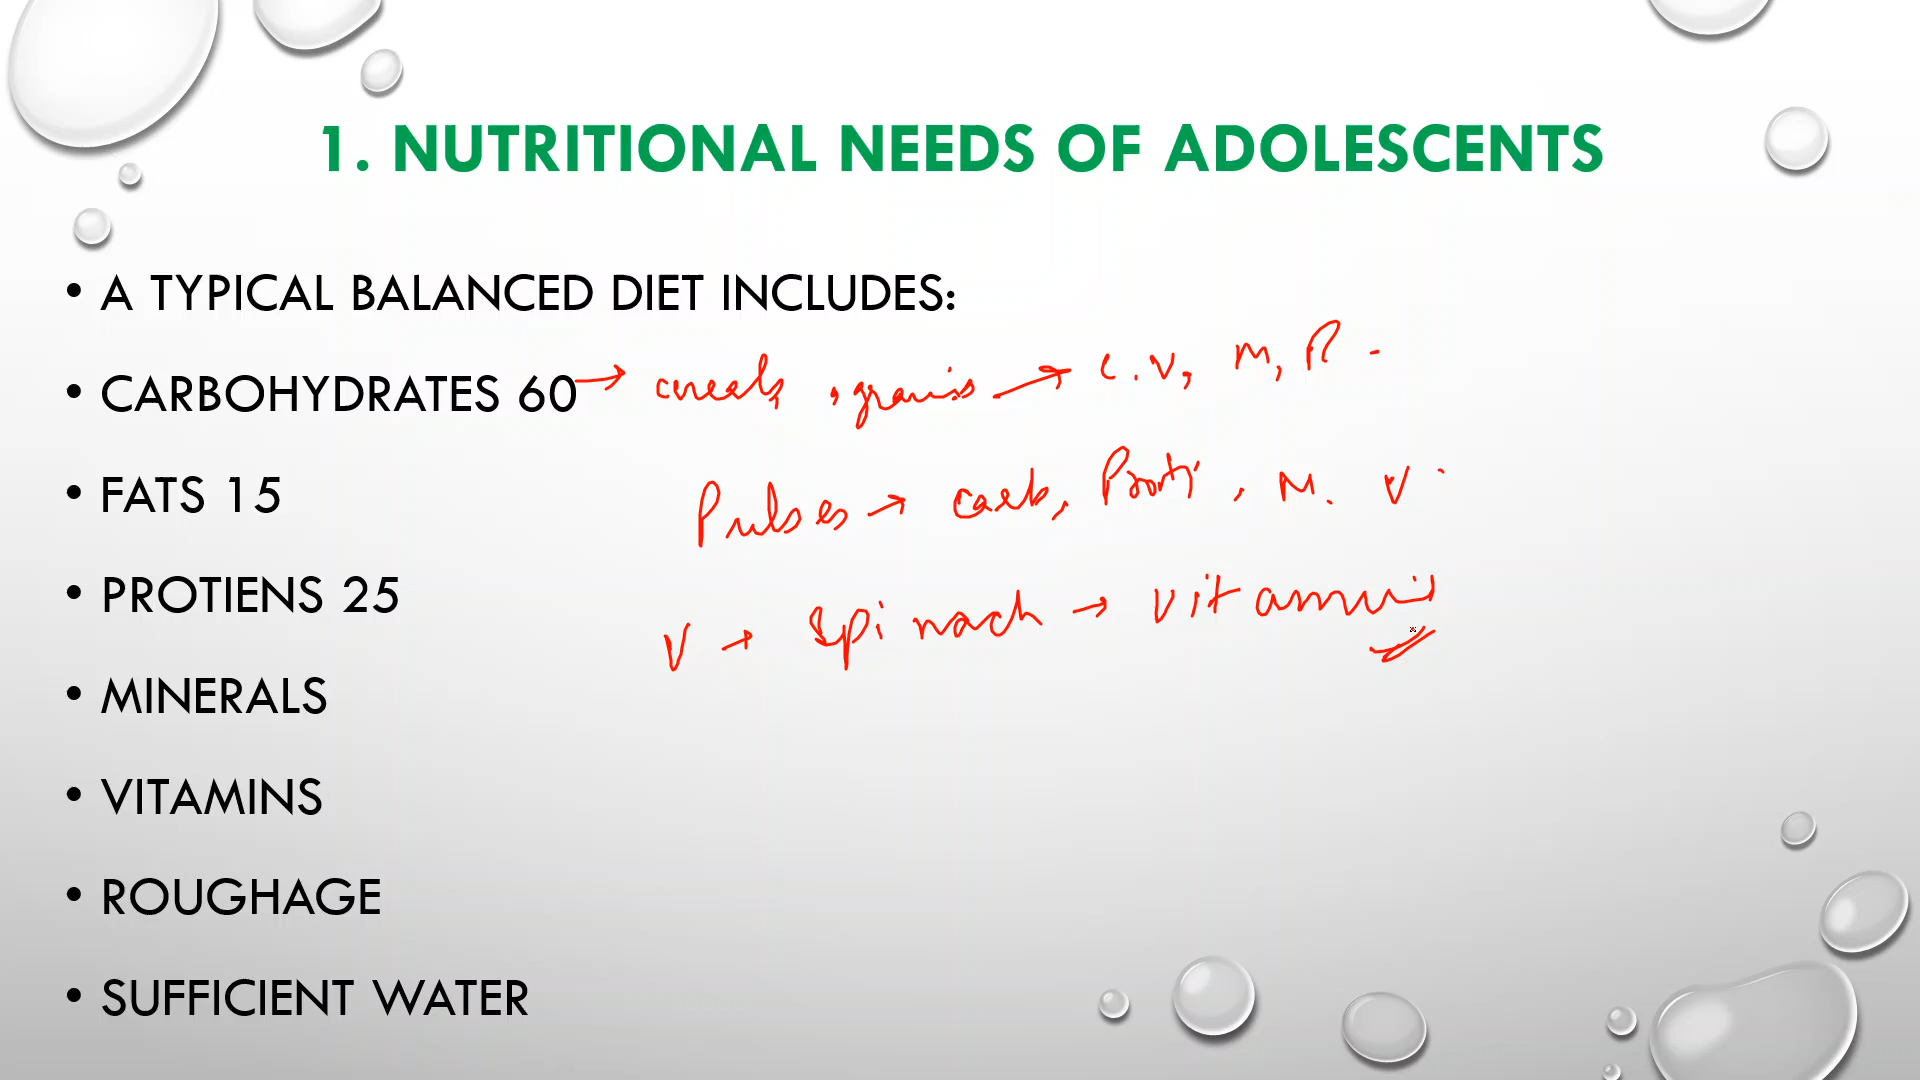 1. NUTRITIONAL NEEDS OF ADOLESCENTS
• A TYPICAL BALANCED DIET INCLUDES:
• CARBOHYDRATES 60 → cereals, grains → C. V, M, P.
• FATS 15
Pulses → carb, Proti, M. V.
• PROTIENS 25
V → Spinach → Vitamins
• MINERALS
• VITAMINS
• ROUGHAGE
• SUFFICIENT WATER